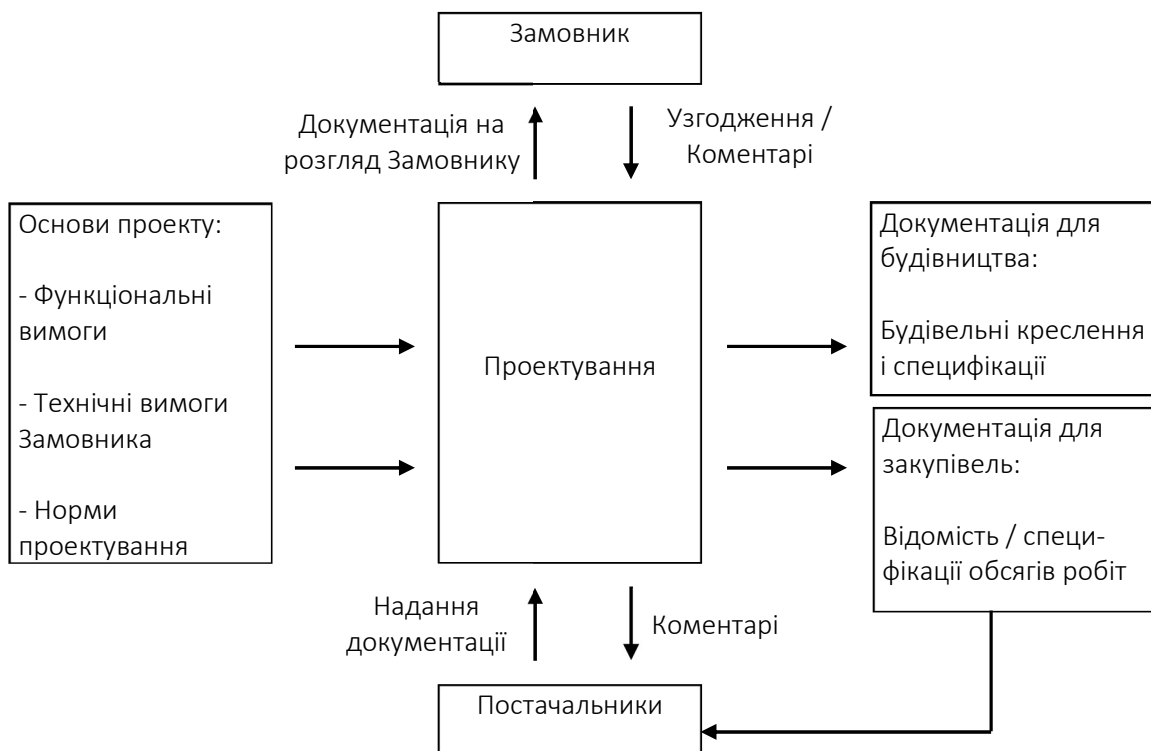 Замовник
Документація на
розгляд Замовнику
Узгодження /
Коментарі
Основи проекту:
- Функціональні
вимоги
- Технічні вимоги
Замовника
- Норми
проектування
Проектування
Документація для
будівництва:
Будівельні креслення
і специфікації
Документація для
закупівель:
Відомість / специ-
фікації обсягів робіт
Надання
документації
Коментарі
Постачальники